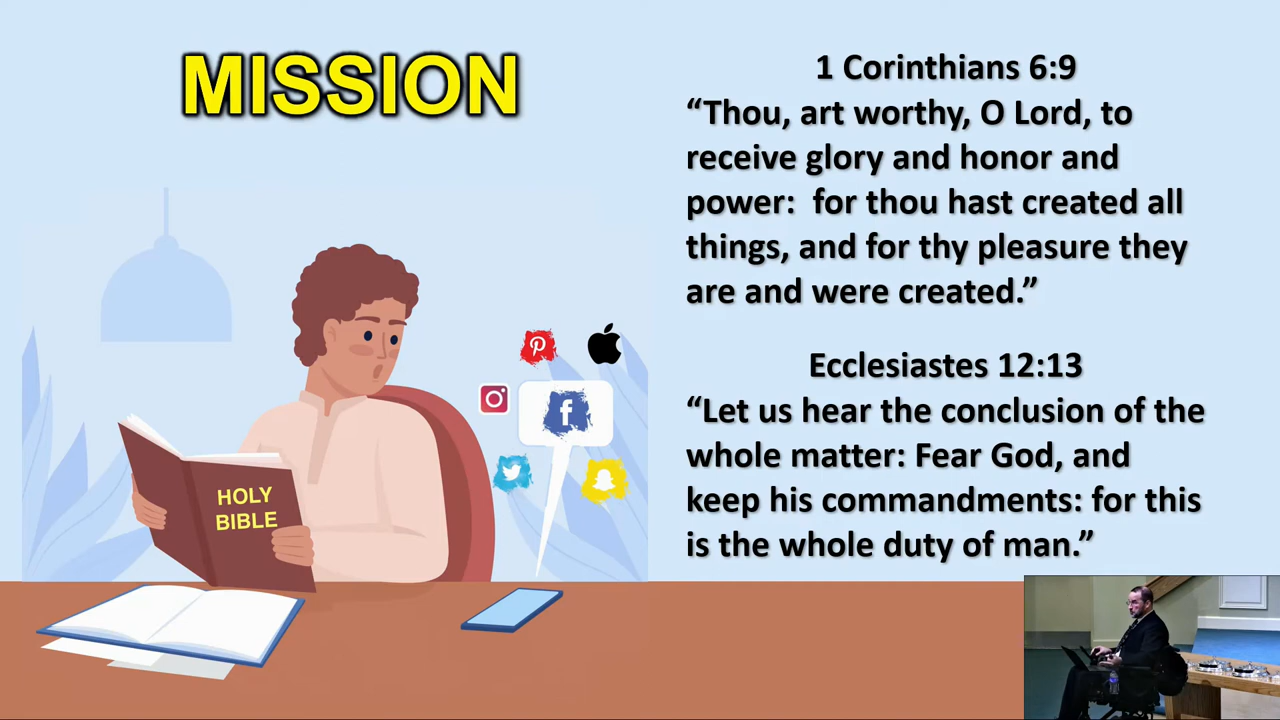 MISSION
1 Corinthians 6:9
“Thou, art worthy, O Lord, to
receive glory and honor and
power:  for thou hast created all
things, and for thy pleasure they
are and were created.”
Ecclesiastes 12:13
“Let us hear the conclusion of the
whole matter: Fear God, and
keep his commandments: for this
is the whole duty of man.”
HOLY
BIBLE